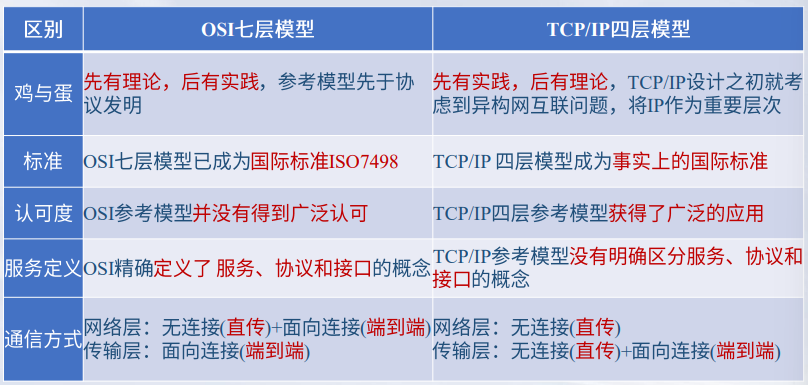 区别
OSI七层模型
TCP/IP四层模型
鸡与蛋
先有理论，后有实践，参考模型先于协
议发明
先有实践，后有理论，TCP/IP设计之初就考
虑到异构网互联问题，将IP作为重要层次
标准
OSI七层模型已成为国际标准ISO7498
TCP/IP 四层模型成为事实上的国际标准
认可度
OSI参考模型并没有得到广泛认可
TCP/IP四层参考模型获得了广泛的应用
服务定义
OSI精确定义了 服务、协议和接口的概念
TCP/IP参考模型没有明确区分服务、协议和
接口的概念
通信方式
网络层：无连接(直传)+面向连接(端到端)
传输层：面向连接(端到端)
网络层：无连接(直传)
传输层：无连接(直传)+面向连接(端到端)